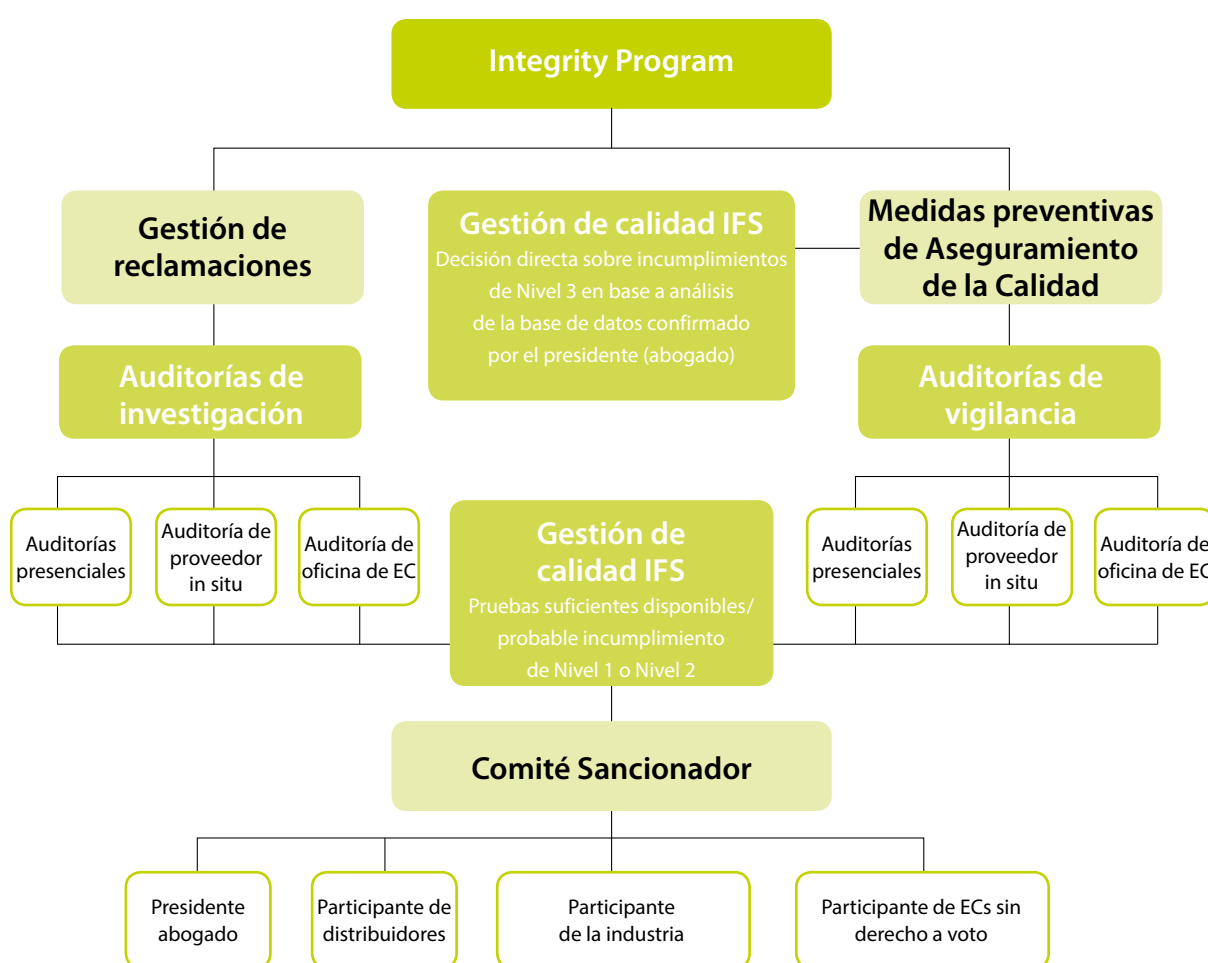 Integrity Program
Gestión de
reclamaciones
Gestión de calidad IFS
Decisión directa sobre incumplimientos
de Nivel 3 en base a análisis
de la base de datos confirmado
por el presidente (abogado)
Medidas preventivas
de Aseguramiento
de la Calidad
Auditorías de
investigación
Auditorías de
vigilancia
Auditorías
presenciales
Auditoría de
proveedor
in situ
Auditoría de
oficina de EC
Gestión de
calidad IFS
Pruebas suficientes disponibles/
probable incumplimiento
de Nivel 1 o Nivel 2
Auditorías
presenciales
Auditoría de
proveedor
in situ
Auditoría de
oficina de EC
Comité Sancionador
Presidente
abogado
Participante de
distribuidores
Participante
de la industria
Participante de ECs sin
derecho a voto